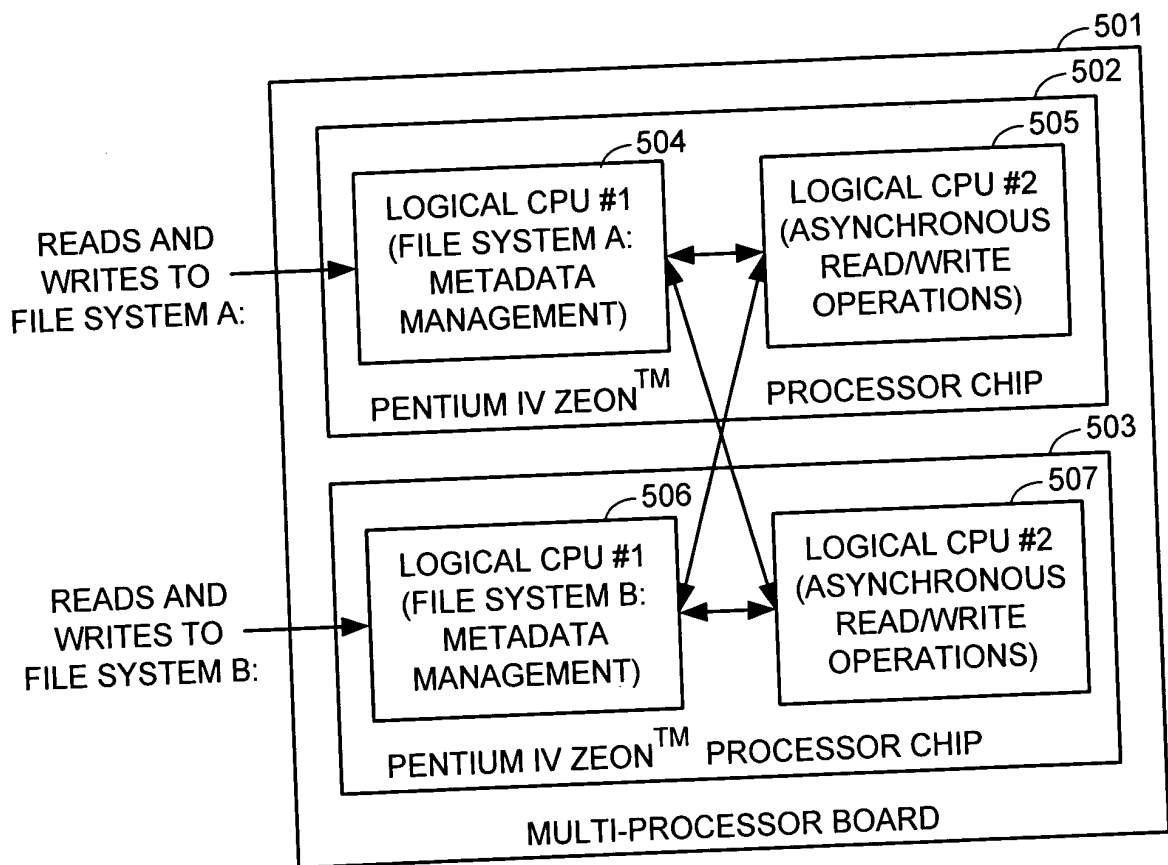 501
502
504
505
LOGICAL CPU #1
(FILE SYSTEM A:
METADATA
MANAGEMENT)
LOGICAL CPU #2
(ASYNCHRONOUS
READ/WRITE
OPERATIONS)
READS AND
WRITES TO
FILE SYSTEM A:
PENTIUM IV ZEON™ PROCESSOR CHIP
503
506
507
LOGICAL CPU #1
(FILE SYSTEM B:
METADATA
MANAGEMENT)
LOGICAL CPU #2
(ASYNCHRONOUS
READ/WRITE
OPERATIONS)
READS AND
WRITES TO
FILE SYSTEM B:
PENTIUM IV ZEON™ PROCESSOR CHIP
MULTI-PROCESSOR BOARD